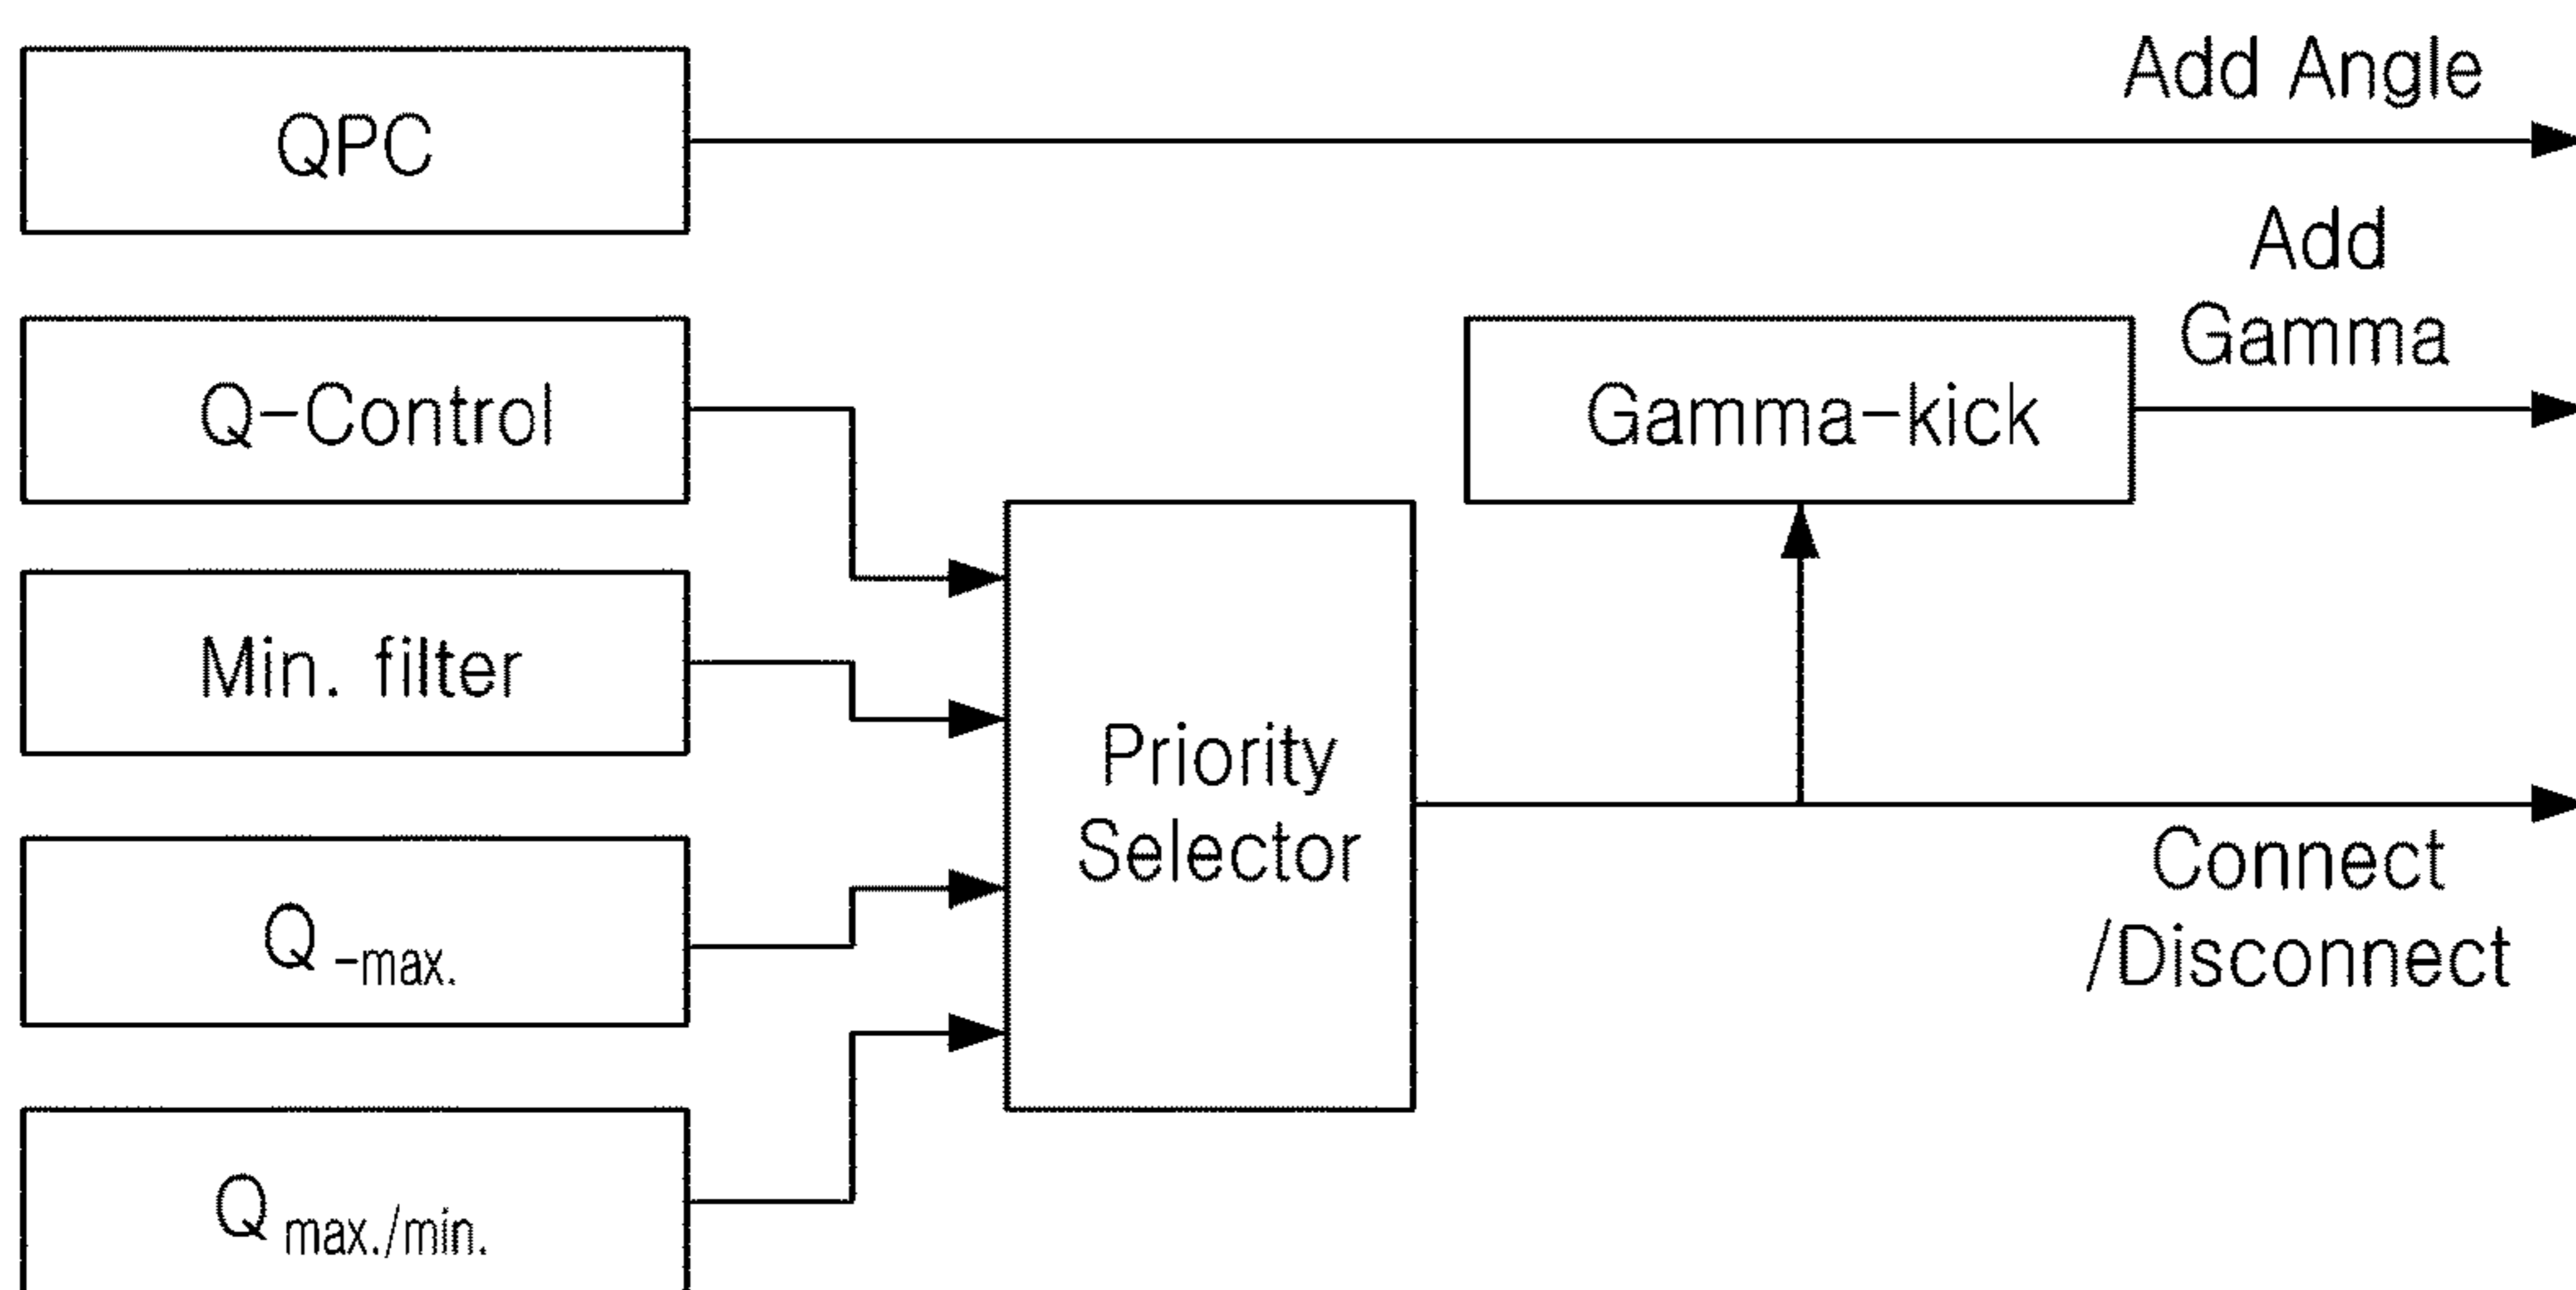 QPC
Add Angle
Q-Control
Gamma-kick
Add
Gamma
Min. filter
Priority
Selector
Q -max.
Connect
/Disconnect
Q max./min.